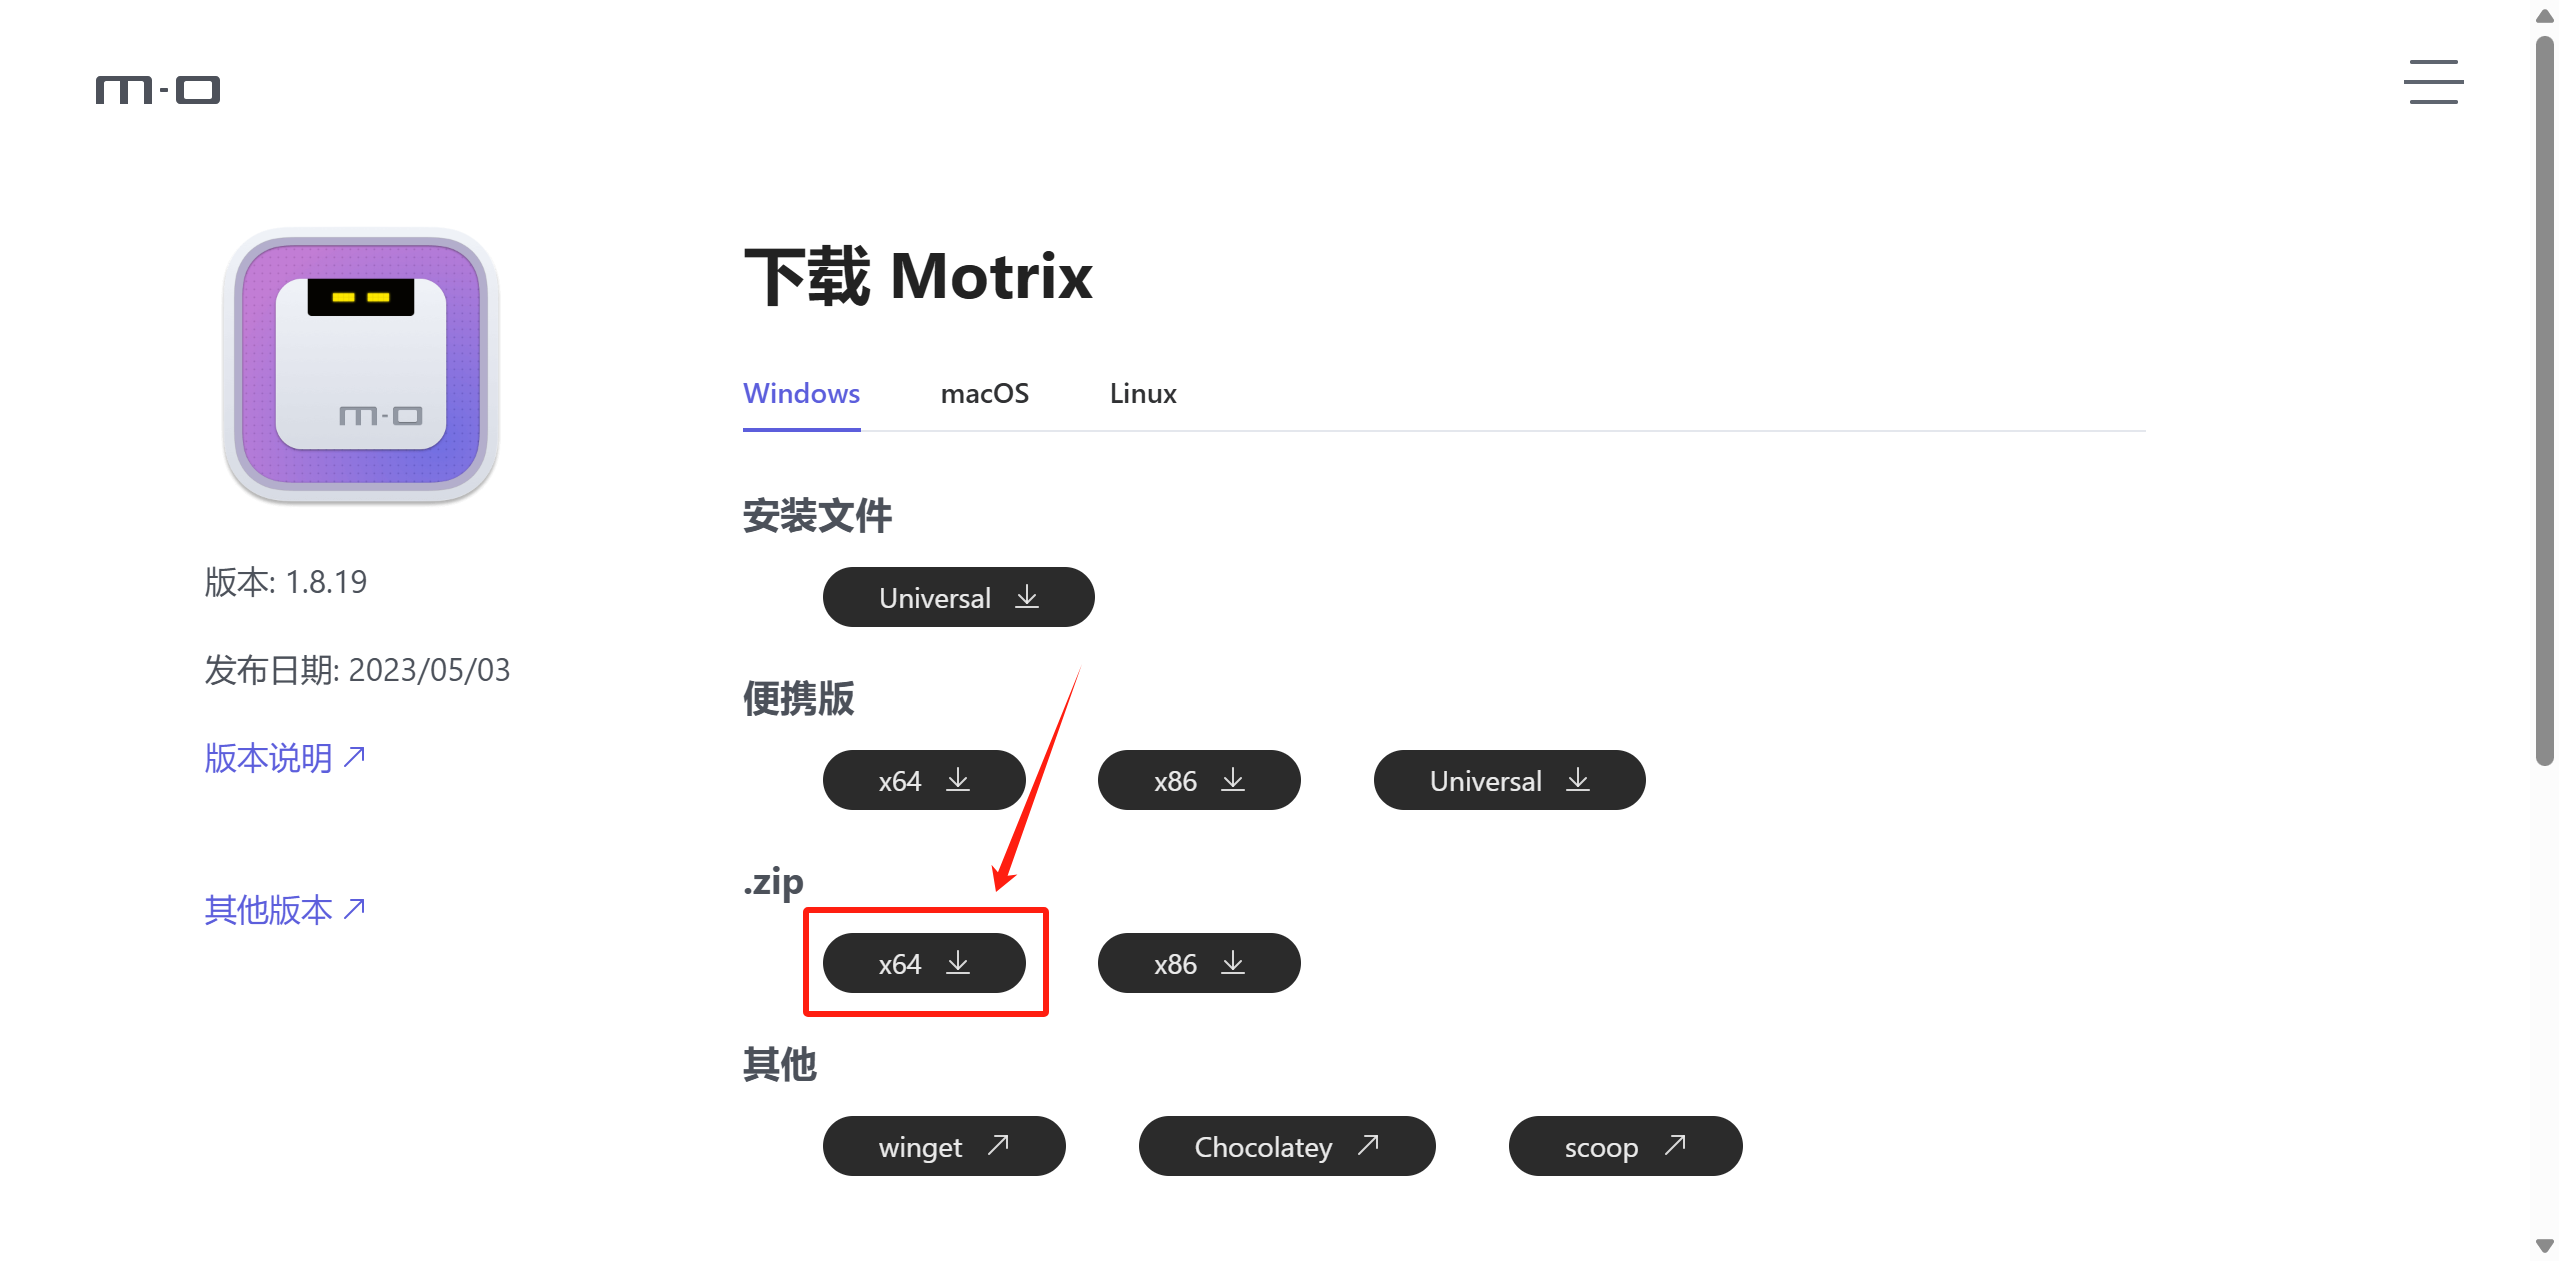 m-o
m-o
版本: 1.8.19
发布日期: 2023/05/03
版本说明
其他版本
下载 Motrix
Windows macOS Linux
安装文件
Universal
便携版
x64 x86 Universal
.zip
x64 x86
其他
winget Chocolatey scoop